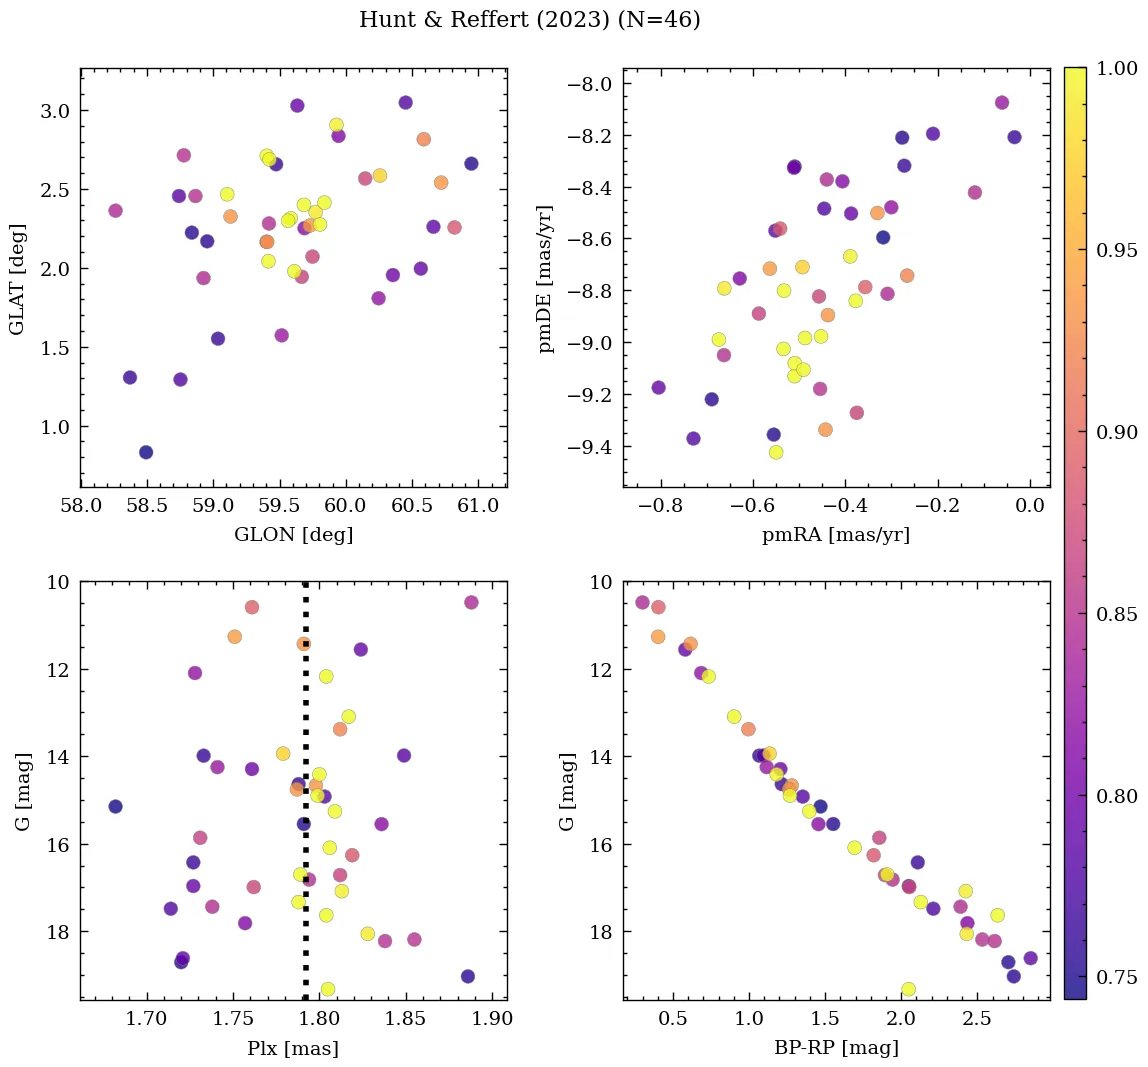 Hunt & Reffert (2023) (N=46)
3.0
2.5
2.0
1.5
1.0
GLAT [deg]
58.0 58.5 59.0 59.5 60.0 60.5 61.0
GLON [deg]
−8.0
−8.2
−8.4
−8.6
−8.8
−9.0
−9.2
−9.4
pmDE [mas/yr]
−0.8 −0.6 −0.4 −0.2 0.0
pmRA [mas/yr]
10
12
14
16
18
G [mag]
1.70 1.75 1.80 1.85 1.90
Plx [mas]
10
12
14
16
18
G [mag]
0.5 1.0 1.5 2.0 2.5
BP-RP [mag]
1.00
0.95
0.90
0.85
0.80
0.75